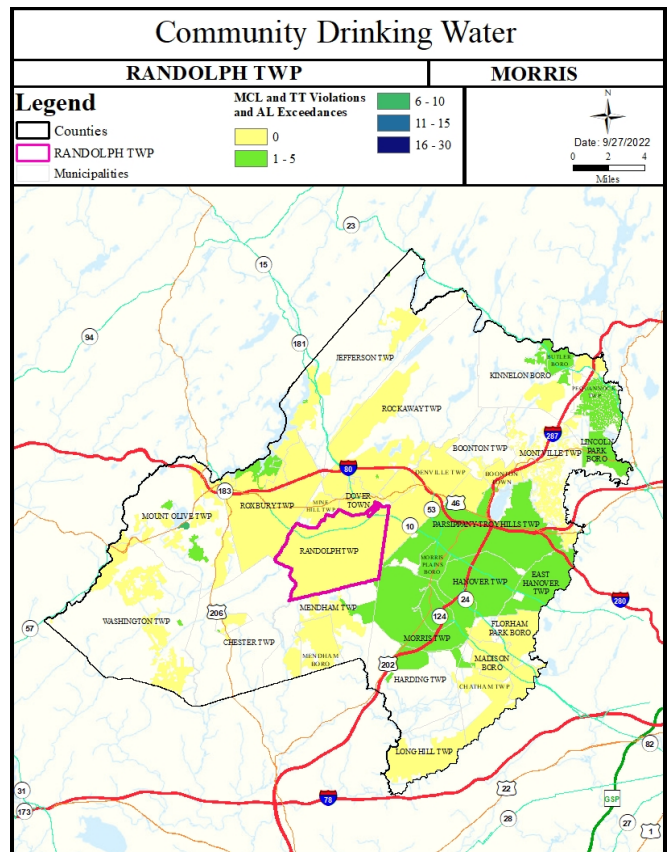 Community Drinking Water
RANDOLPH TWP
MORRIS
Legend
Counties
RANDOLPH TWP
Municipalities
MCL and TT Violations
and AL Exceedances
0
1 - 5
6 - 10
11 - 15
16 - 30
N
Date: 9/27/2022
0 2 4
Miles
23
15
94
181
JEFFERSON TWP
BUTLER
BORO
KINNELON BORO
PEQUANNOCK
TWP
ROCKAWAY TWP
287
LINCOLN
PARK
BORO
BOONTON TWP
MONTVILLE TWP
80
DENVILLE TWP
BOONTON
TOWN
183
DOVER
TOWN
46
53
MINE
HILL TWP
ROXBURY TWP
MOUNT OLIVE TWP
10
PARSIPPANY-TROY HILLS TWP
RANDOLPH TWP
MORRIS
PLAINS
BORO
HANOVER TWP
EAST
HANOVER
TWP
280
24
206
MENDHAM TWP
124
WASHINGTON TWP
57
FLORHAM
PARK BORO
CHESTER TWP
MORRIS TWP
MENDHAM
BORO
202
MADISON
BORO
HARDING TWP
CHATHAM TWP
82
LONG HILL TWP
31
22
78
GSP
173
28
27
1